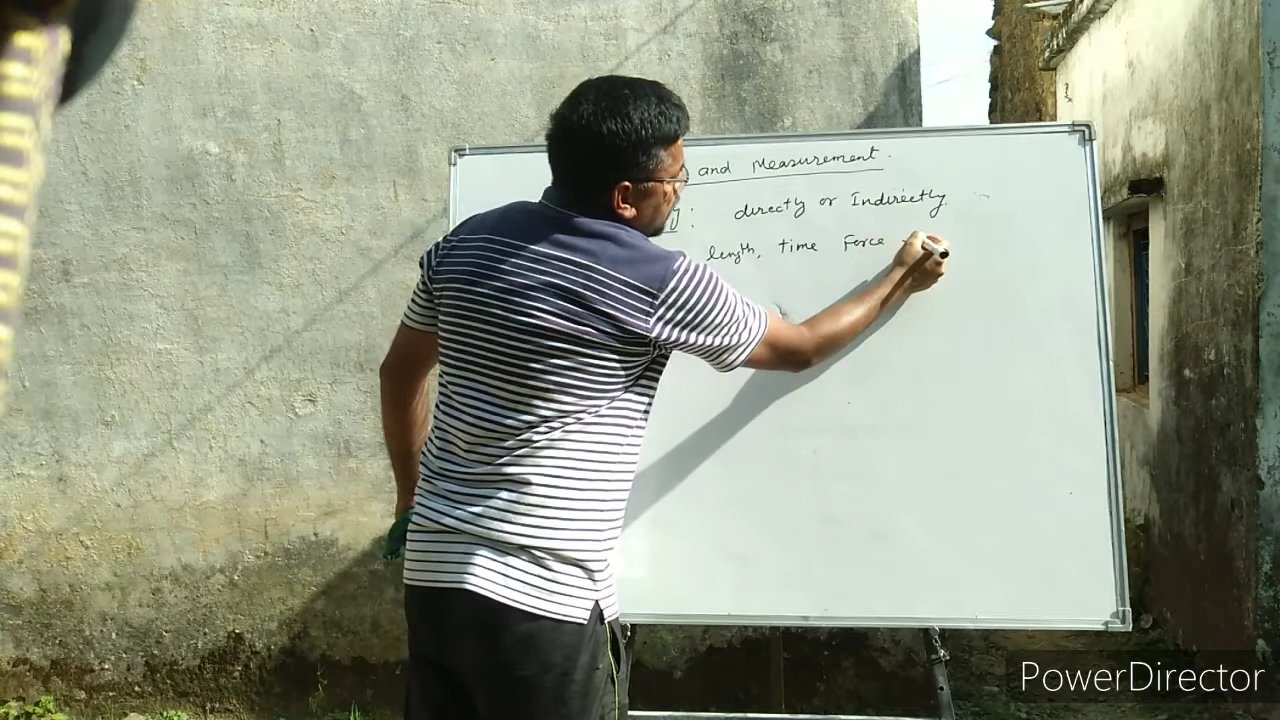 and Measurement.
: directly or Indirectly
length, time Force
PowerDirector